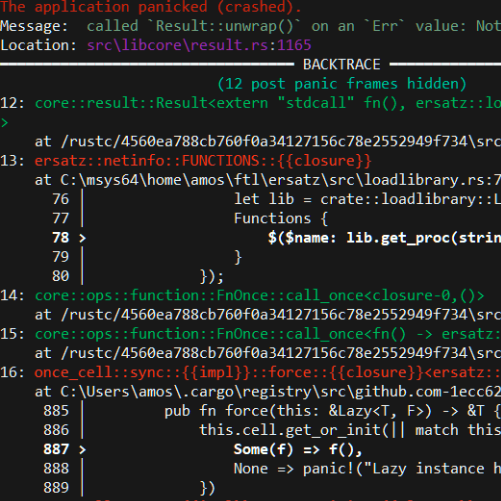 The application panicked (crashed).
Message:  called `Result::unwrap()` on an `Err` value: Not
Location: src\libcore\result.rs:1165
BACKTRACE
(12 post panic frames hidden)
12: core::result::Result<extern "stdcall" fn(), ersatz::lo
>
at /rustc/4560ea788cb760f0a34127156c78e2552949f734\src
13: ersatz::netinfo::FUNCTIONS::{{closure}}
at C:\msys64\home\amos\ftl\ersatz\src\loadlibrary.rs:7
76 │ let lib = crate::loadlibrary::L
77 │ Functions {
78 > $($name: lib.get_proc(strin
79 │ }
80 │ });
14: core::ops::function::FnOnce::call_once<closure-0,()>
at /rustc/4560ea788cb760f0a34127156c78e2552949f734\src
15: core::ops::function::FnOnce::call_once<fn() -> ersatz:
at /rustc/4560ea788cb760f0a34127156c78e2552949f734\src
16: once_cell::sync::{{impl}}::force::{{closure}}<ersatz::
at C:\Users\amos\.cargo\registry\src\github.com-1ecc62
885 │ pub fn force(this: &Lazy<T, F>) -> &T {
886 │ this.cell.get_or_init(|| match this
887 > Some(f) => f(),
888 │ None => panic!("Lazy instance h
889 │ })